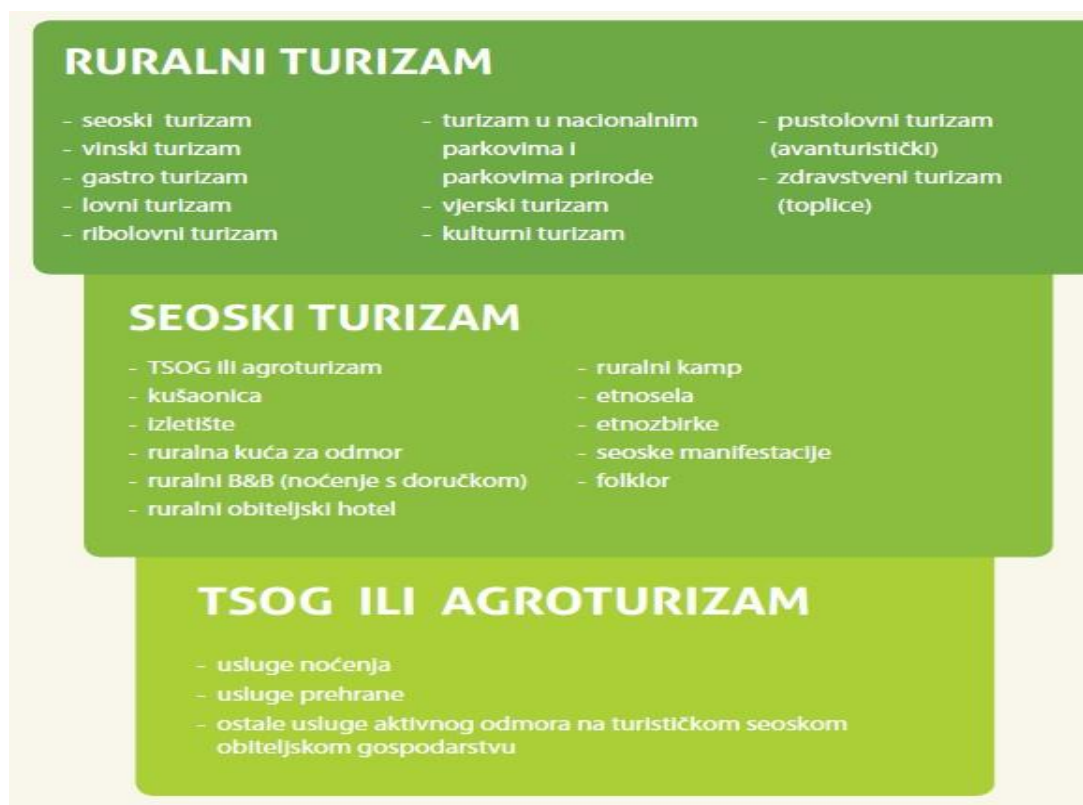 RURALNI TURIZAM
- seoski turizam
- vinski turizam
- gastro turizam
- lovni turizam
- ribolovni turizam
- turizam u nacionalnim
parkovima i
parkovima prirode
- vjerski turizam
- kulturni turizam
- pustolovni turizam
(avanturistički)
- zdravstveni turizam
(toplice)
SEOSKI TURIZAM
- TSOG ili agroturizam
- kušaonica
- izletište
- ruralna kuća za odmor
- ruralni B&B (noćenje s doručkom)
- ruralni obiteljski hotel
- ruralni kamp
- etnosela
- etnozbirke
- seoske manifestacije
- folklor
TSOG ILI AGROTURIZAM
- usluge noćenja
- usluge prehrane
- ostale usluge aktivnog odmora na turističkom seoskom
obiteljskom gospodarstvu